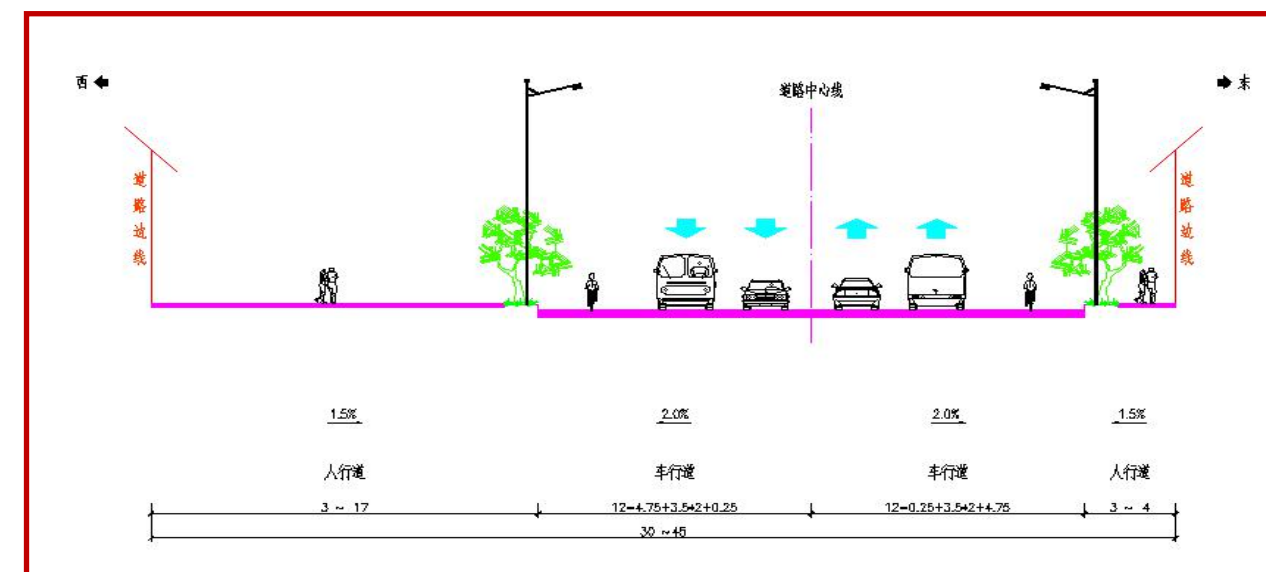 西
东
道路中心线
道路边线
道路边线
1.5%
2.0%
2.0%
1.5%
人行道
车行道
车行道
人行道
3 ~ 17
12=4.75+3.5*2+0.25
12=0.25+3.5*2+4.75
3 ~ 4
30 ~45